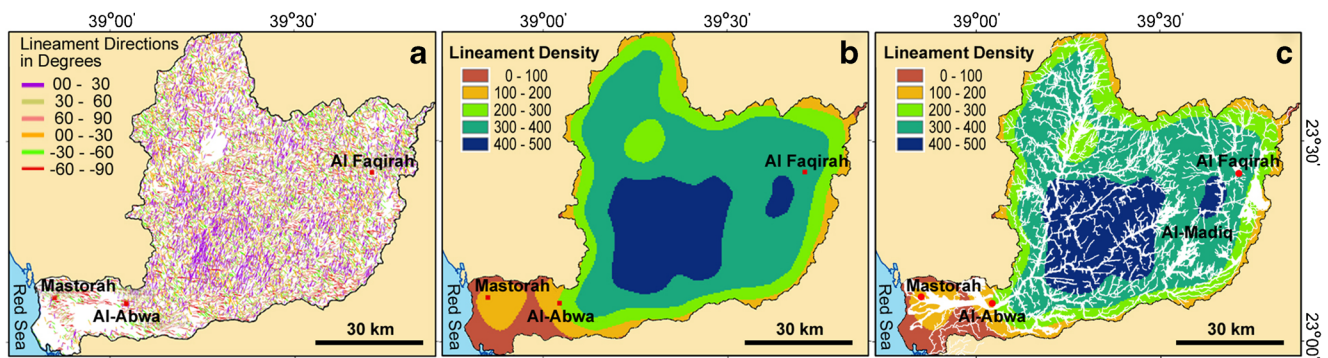 39°00′
39°30′
39°00′
39°30′
39°00′
39°30′
Lineament Directions
in Degrees
00 - 30
30 - 60
60 - 90
00 - -30
-30 - -60
-60 - -90
a
Al Faqirah
Mastorah
Al-Abwa
Red Sea
30 km
Lineament Density
0 - 100
100 - 200
200 - 300
300 - 400
400 - 500
b
Al Faqirah
Mastorah
Al-Abwa
30 km
Lineament Density
0 - 100
100 - 200
200 - 300
300 - 400
400 - 500
c
Al Faqirah
Al-Madiq
Mastorah
Al-Abwa
Red Sea
30 km
23°30′
23°00′